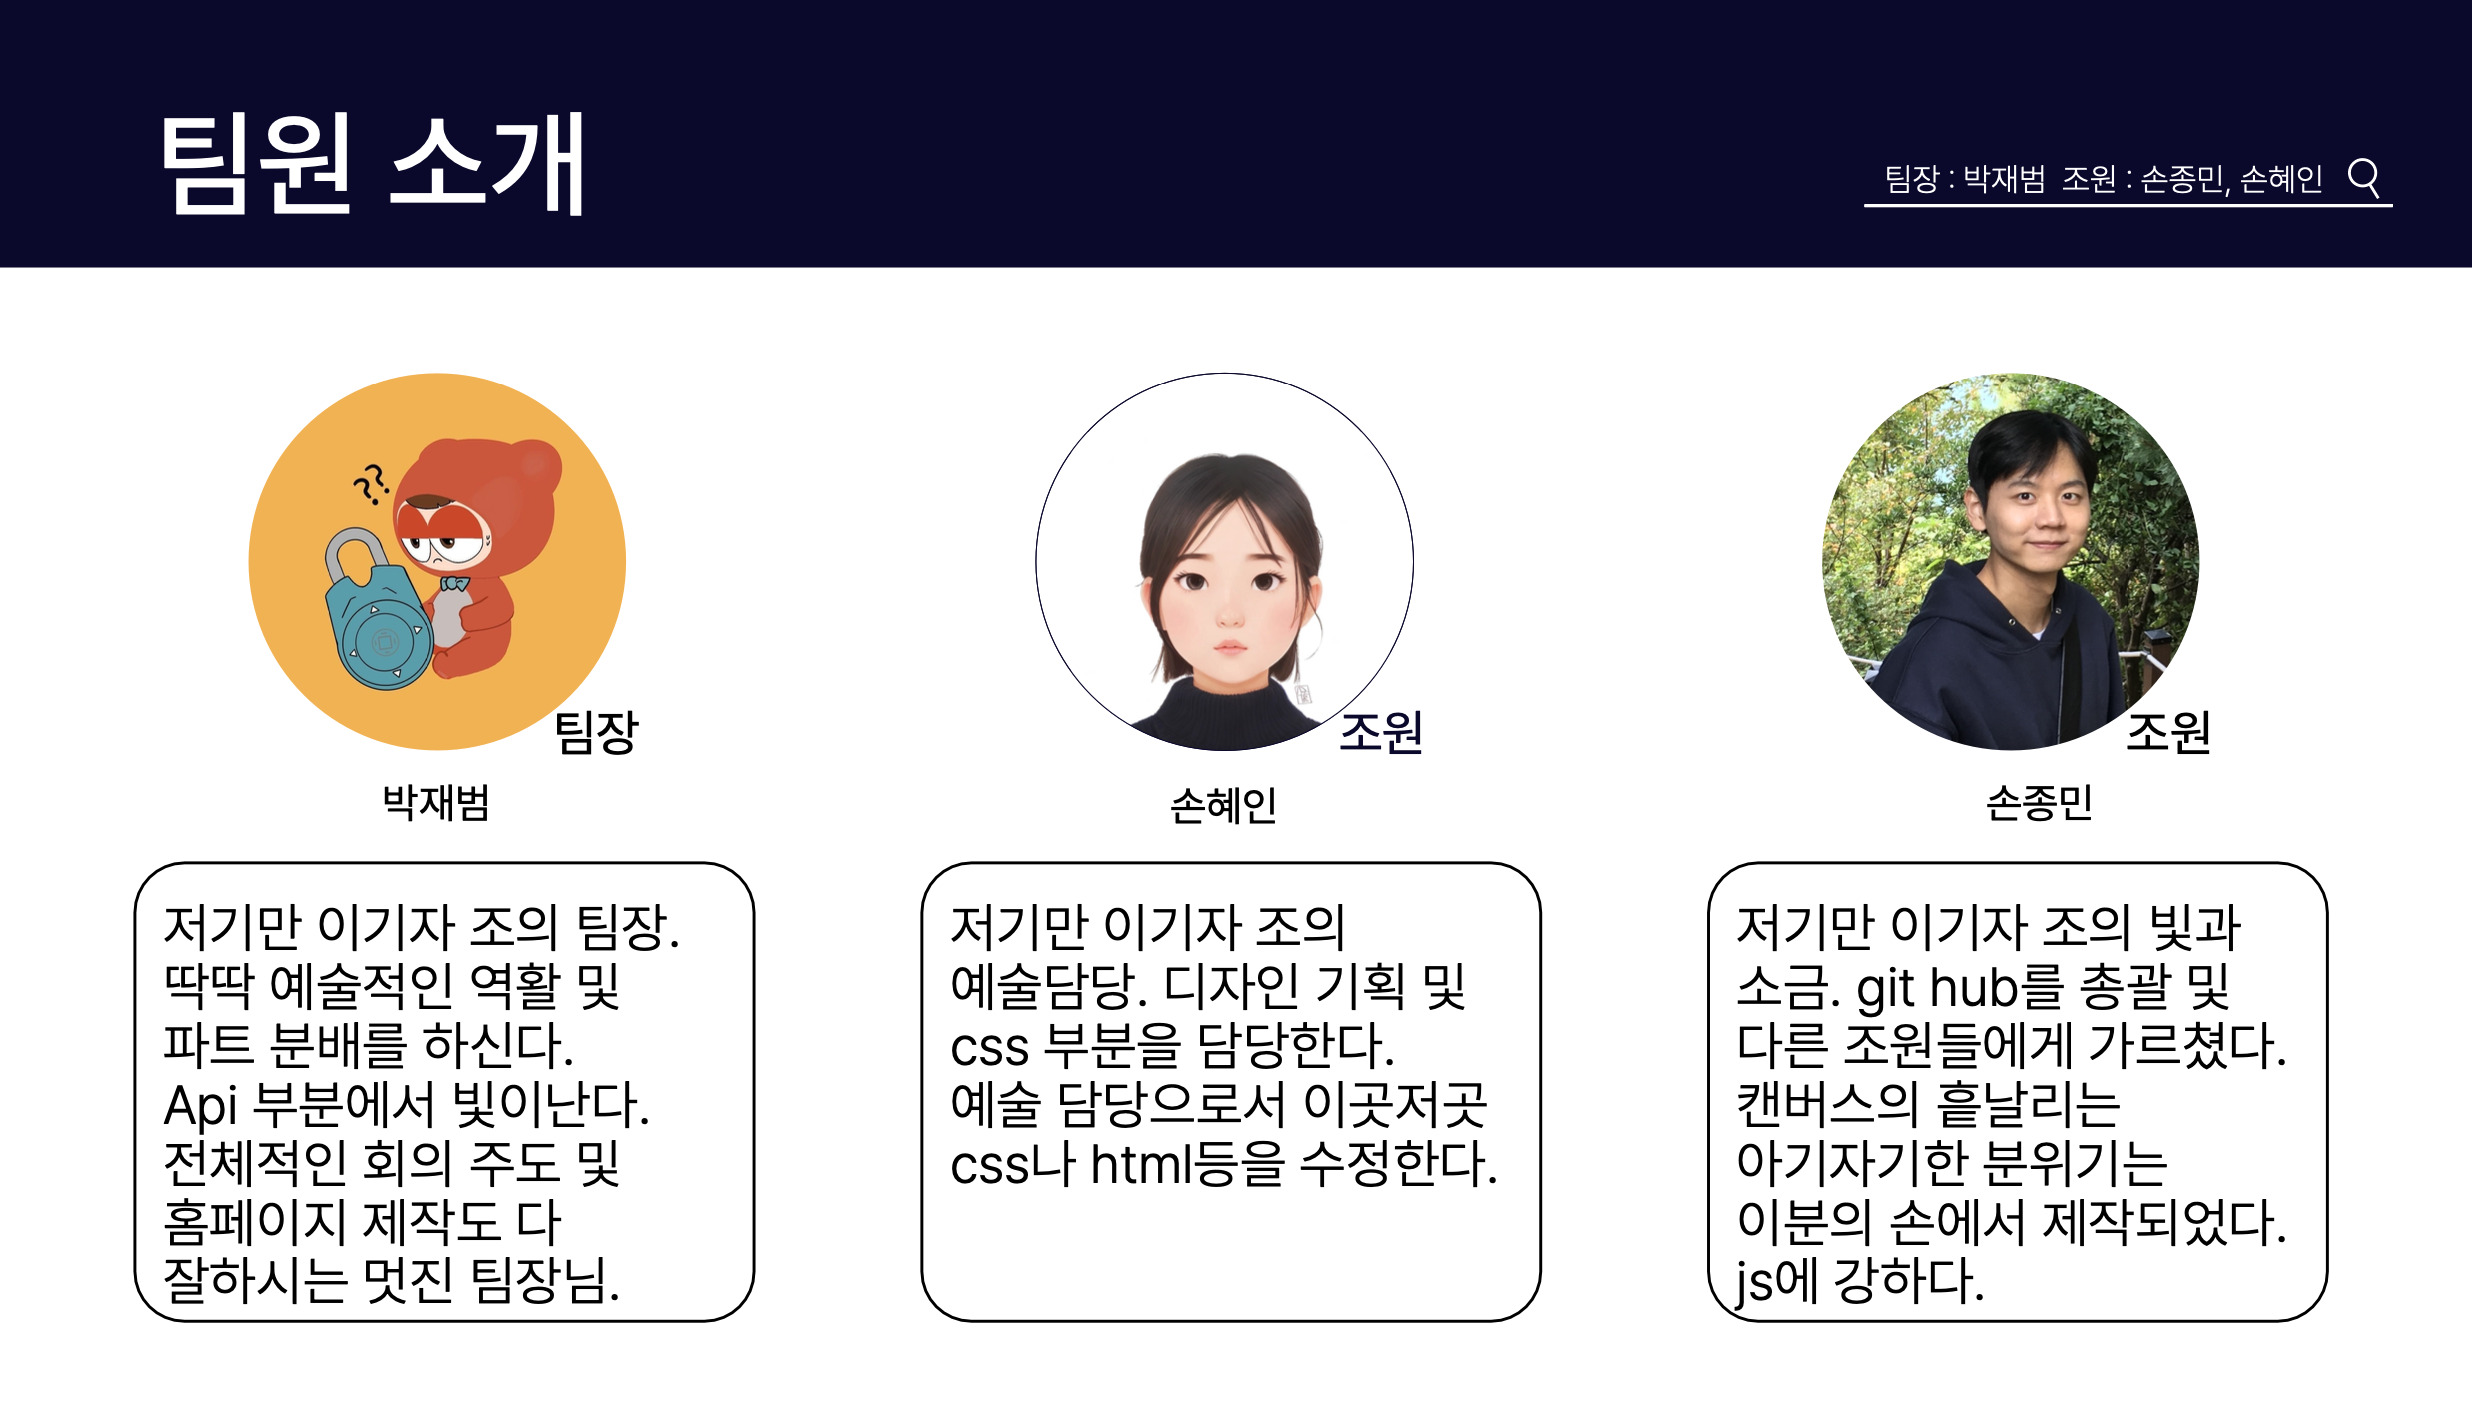 팀원 소개
팀장 : 박재범 조원 : 손종민, 손혜인
??
팀장
박재범
저기만 이기자 조의 팀장.
딱딱 예술적인 역활 및
파트 분배를 하신다.
Api 부분에서 빛이난다.
전체적인 회의 주도 및
홈페이지 제작도 다
잘하시는 멋진 팀장님.
조원
손혜인
저기만 이기자 조의
예술담당. 디자인 기획 및
css 부분을 담당한다.
예술 담당으로서 이곳저곳
css나 html등을 수정한다.
조원
손종민
저기만 이기자 조의 빛과
소금. git hub를 총괄 및
다른 조원들에게 가르쳤다.
캔버스의 흩날리는
아기자기한 분위기는
이분의 손에서 제작되었다.
js에 강하다.